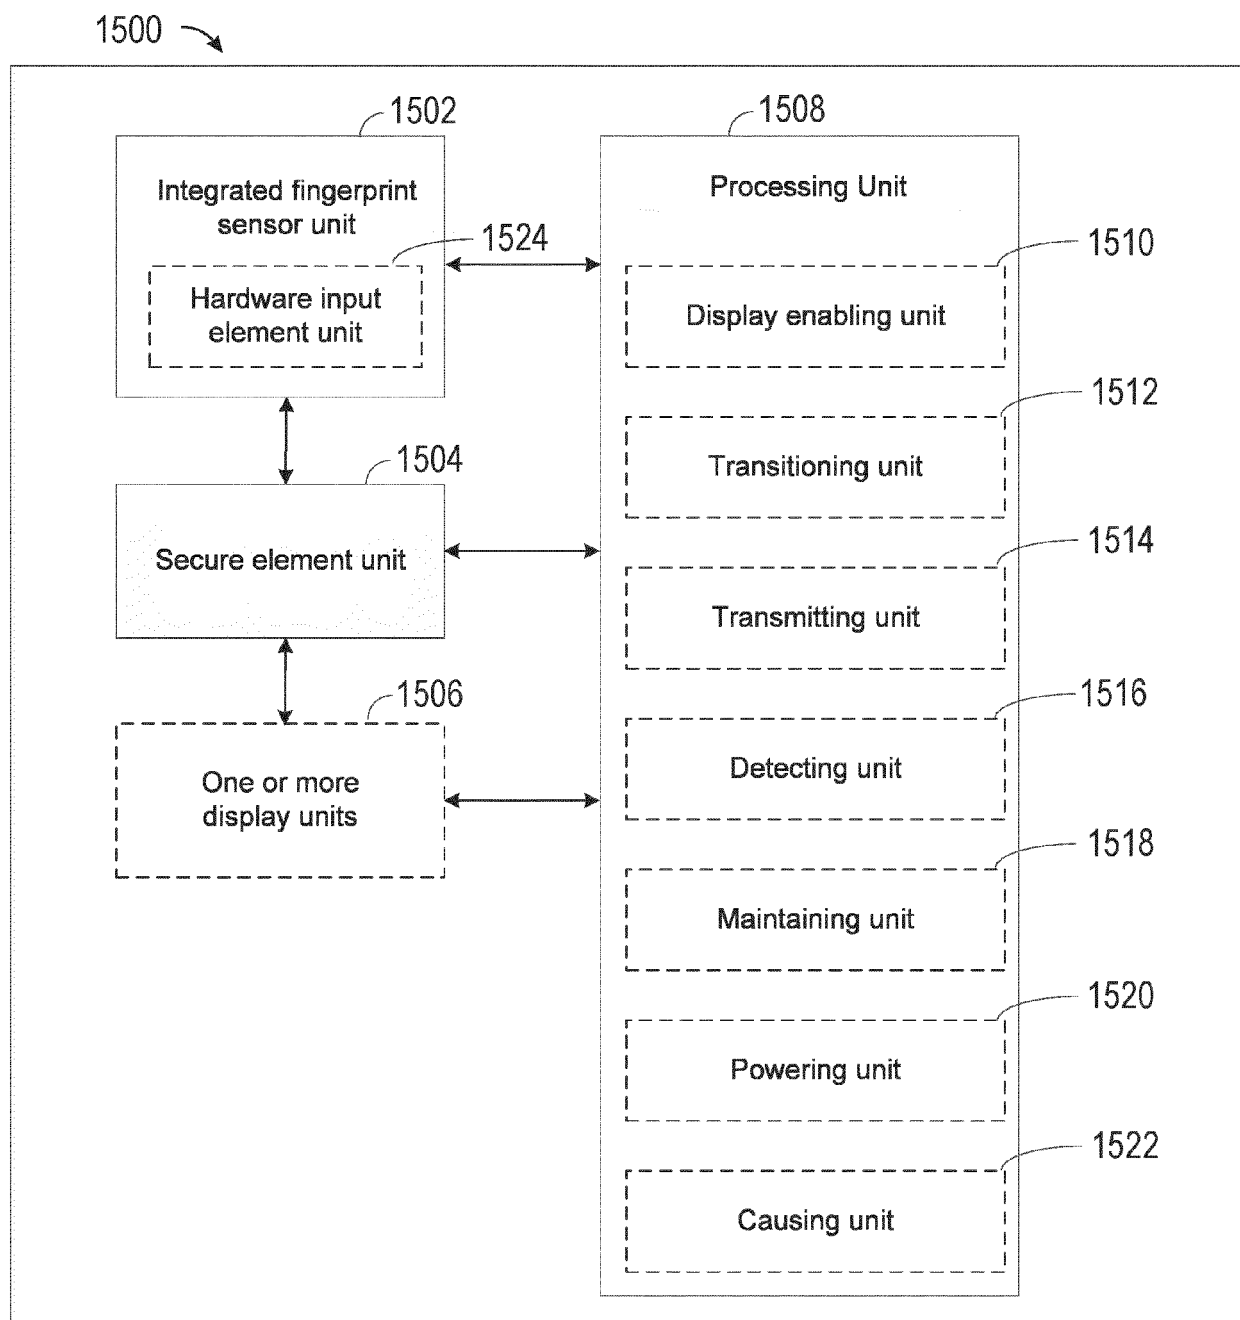 1500
1502
Integrated fingerprint
sensor unit
1524
Hardware input
element unit
1504
Secure element unit
1506
One or more
display units
1508
Processing Unit
1510
Display enabling unit
1512
Transitioning unit
1514
Transmitting unit
1516
Detecting unit
1518
Maintaining unit
1520
Powering unit
1522
Causing unit